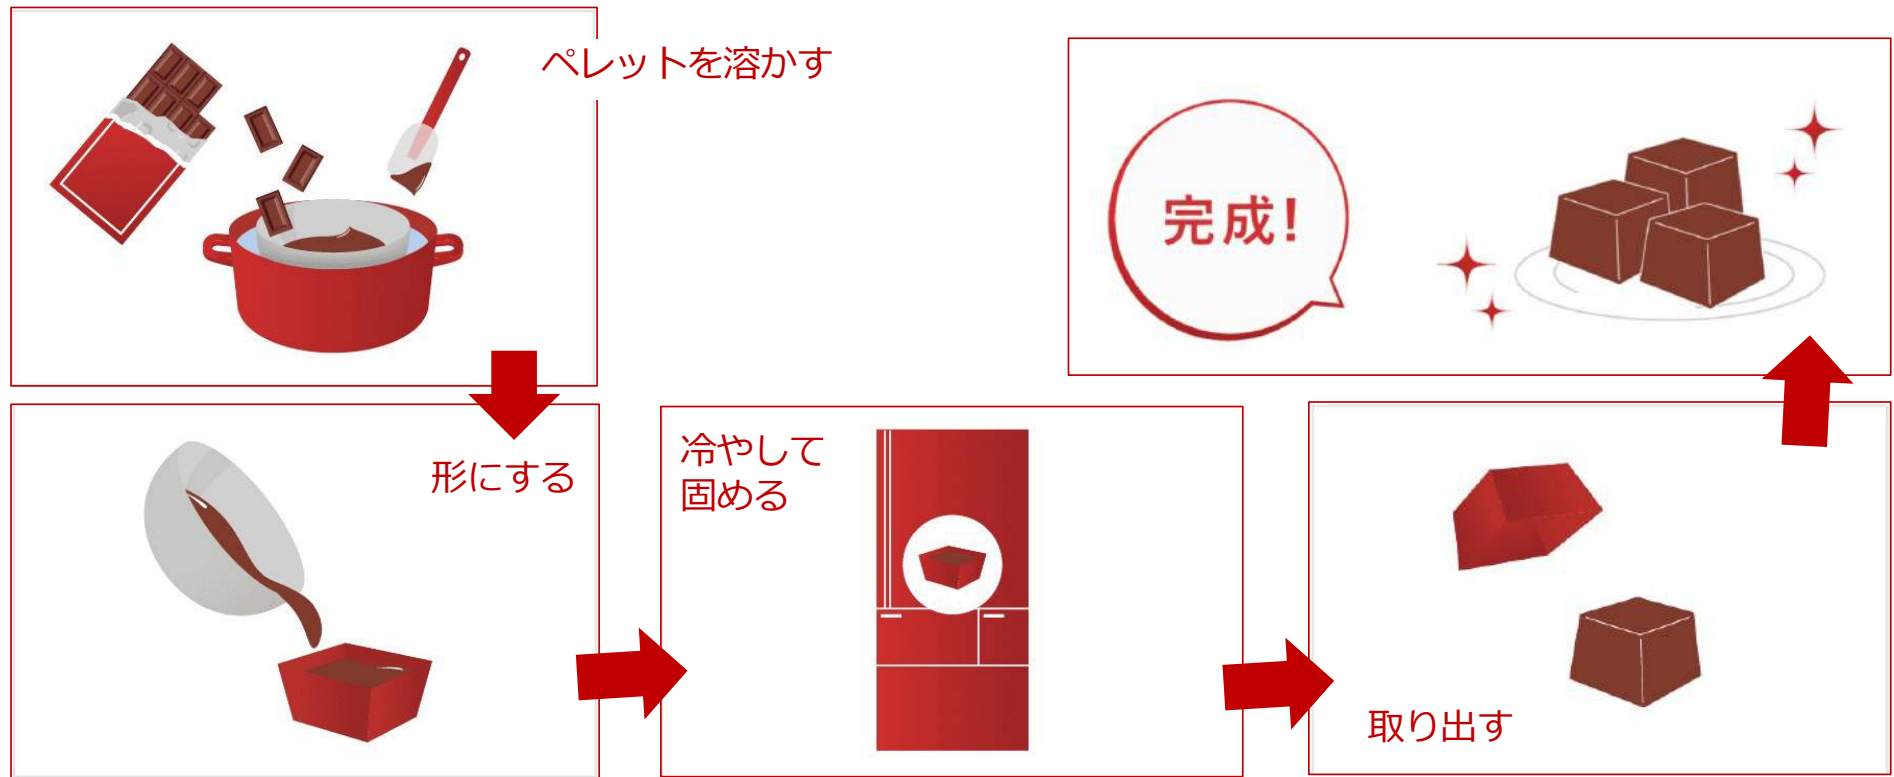 ペレットを溶かす
形にする
冷やして
固める
取り出す
完成!